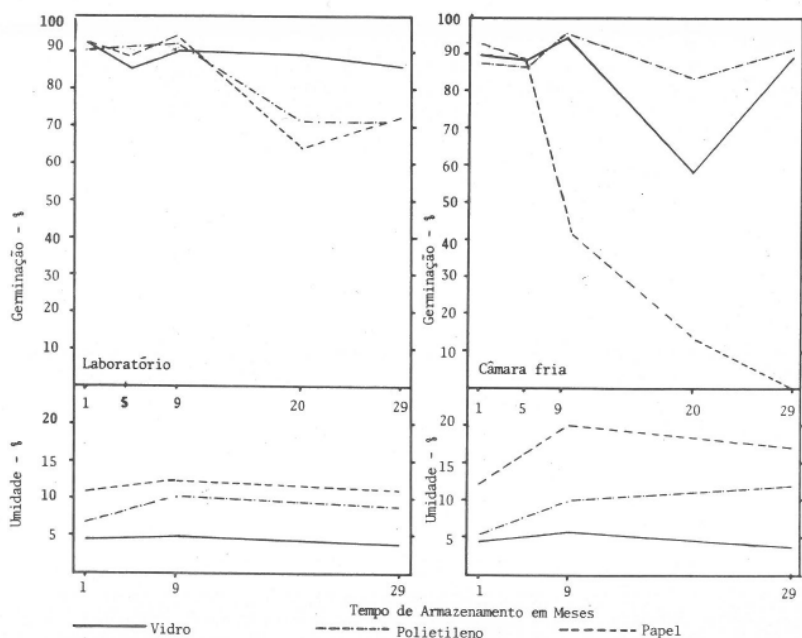 100
90
80
70
60
50
40
30
20
10
Germinação - %
Laboratório
1 5 9 20 29
20
15
10
5
Umidade - %
1 9 29
100
90
80
70
60
50
40
30
20
10
Germinação - %
Câmara fria
1 5 9 20 29
20
15
10
5
Umidade - %
1 9 29
Tempo de Armazenamento em Meses
Vidro Polietileno Papel